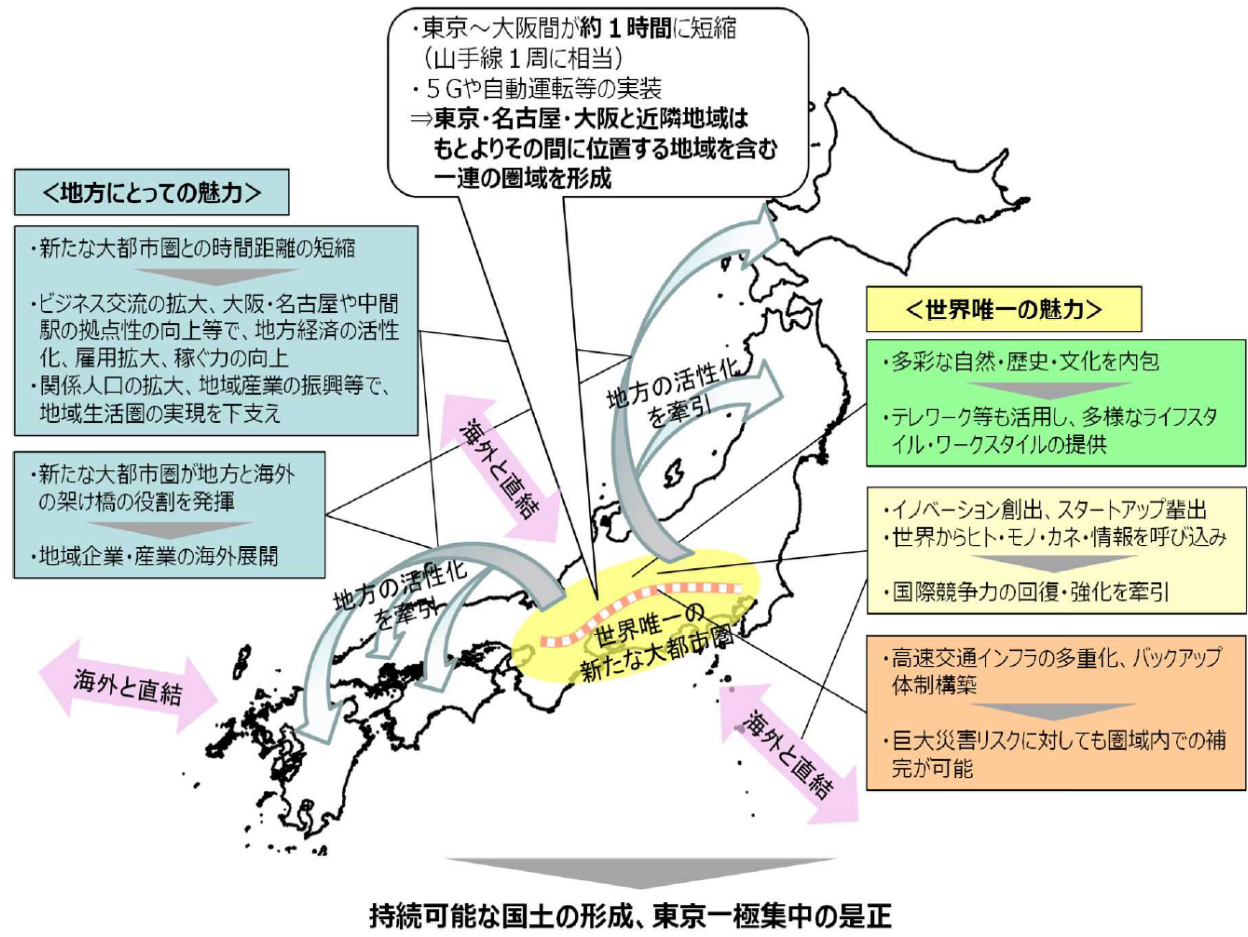 ・東京～大阪間が約１時間に短縮
（山手線１周に相当）
・５Gや自動運転等の実装
⇒東京・名古屋・大阪と近隣地域は
もとよりその間に位置する地域を含む
一連の圏域を形成
＜地方にとっての魅力＞
・新たな大都市圏との時間距離の短縮
・ビジネス交流の拡大、大阪・名古屋や中間
駅の拠点性の向上等で、地方経済の活性
化、雇用拡大、稼ぐ力の向上
・関係人口の拡大、地域産業の振興等で、
地域生活圏の実現を下支え
・新たな大都市圏が地方と海外
の架け橋の役割を発揮
・地域企業・産業の海外展開
＜世界唯一の魅力＞
・多彩な自然・歴史・文化を内包
・テレワーク等も活用し、多様なライフスタ
イル・ワークスタイルの提供
・イノベーション創出、スタートアップ輩出
・世界からヒト・モノ・カネ・情報を呼び込み
・国際競争力の回復・強化を牽引
・高速交通インフラの多重化、バックアップ
体制構築
・巨大災害リスクに対しても圏域内での補
完が可能
地方の活性化
を牽引
海外と直結
地方の活性化
を牽引
世界唯一の
新たな大都市圏
海外と直結
海外と直結
持続可能な国土の形成、東京一極集中の是正